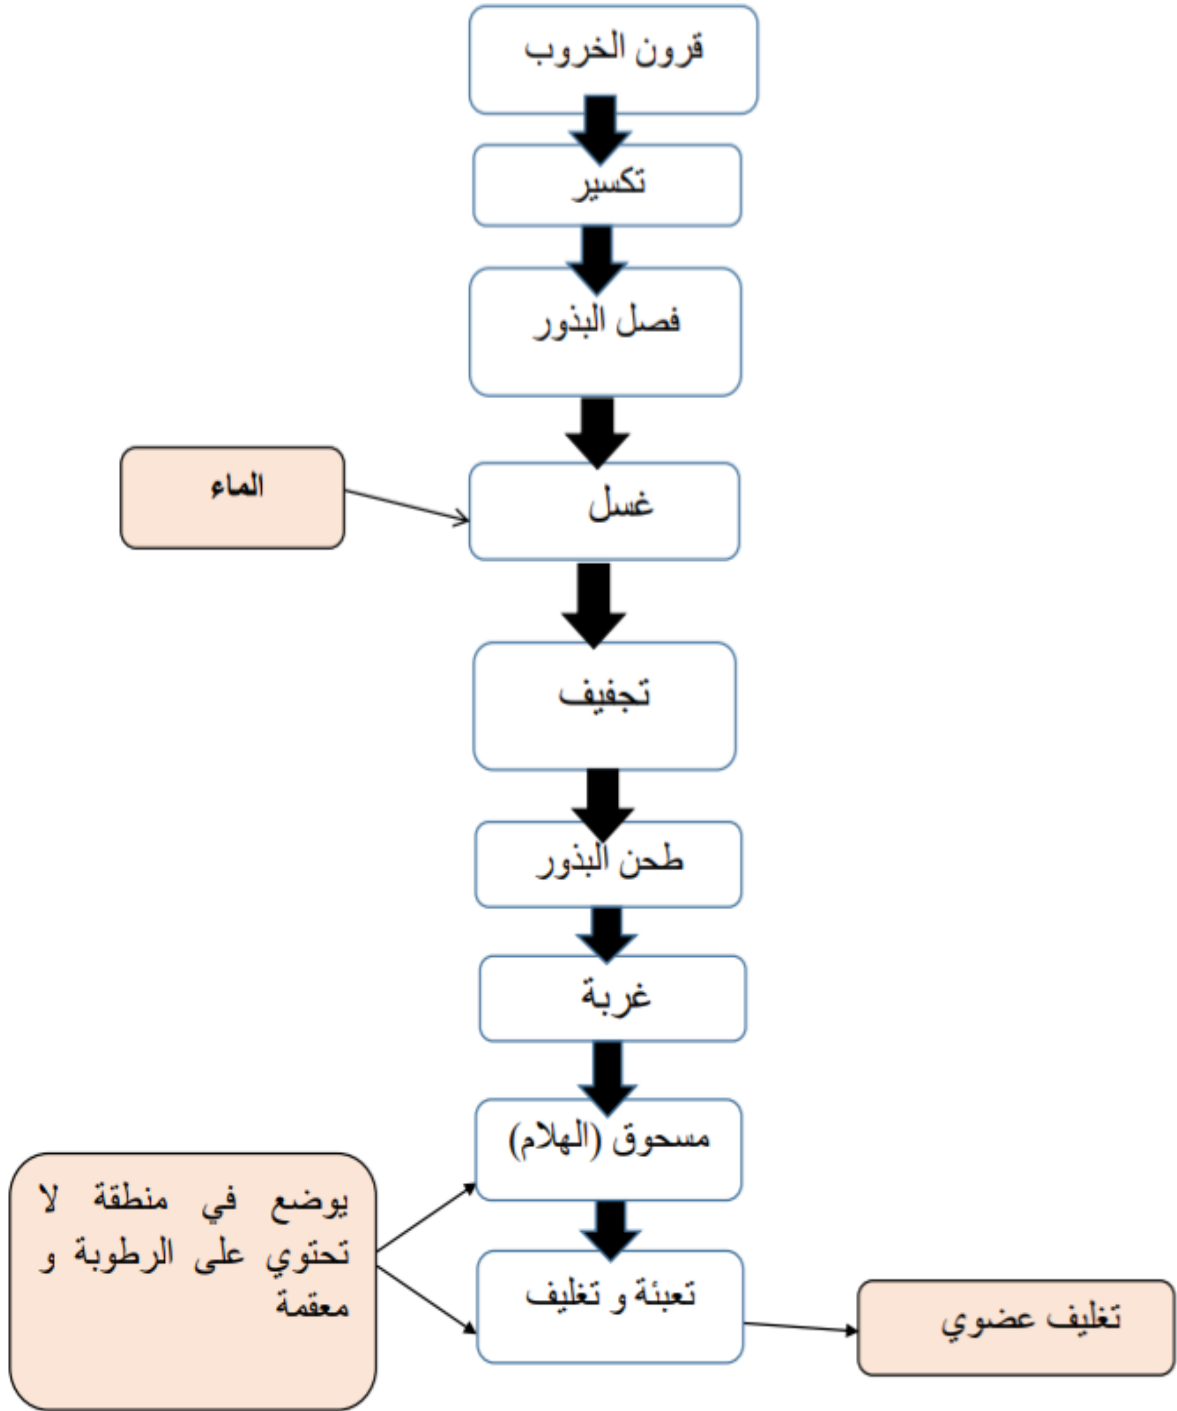 قرون الخروب
تكسير
فصل البذور
الماء
غسل
تجفيف
طحن البذور
غربة
مسحوق (الهلام)
يوضع في منطقة لا
تحتوي على الرطوبة و
معقمة
تعبئة و تغليف
تغليف عضوي